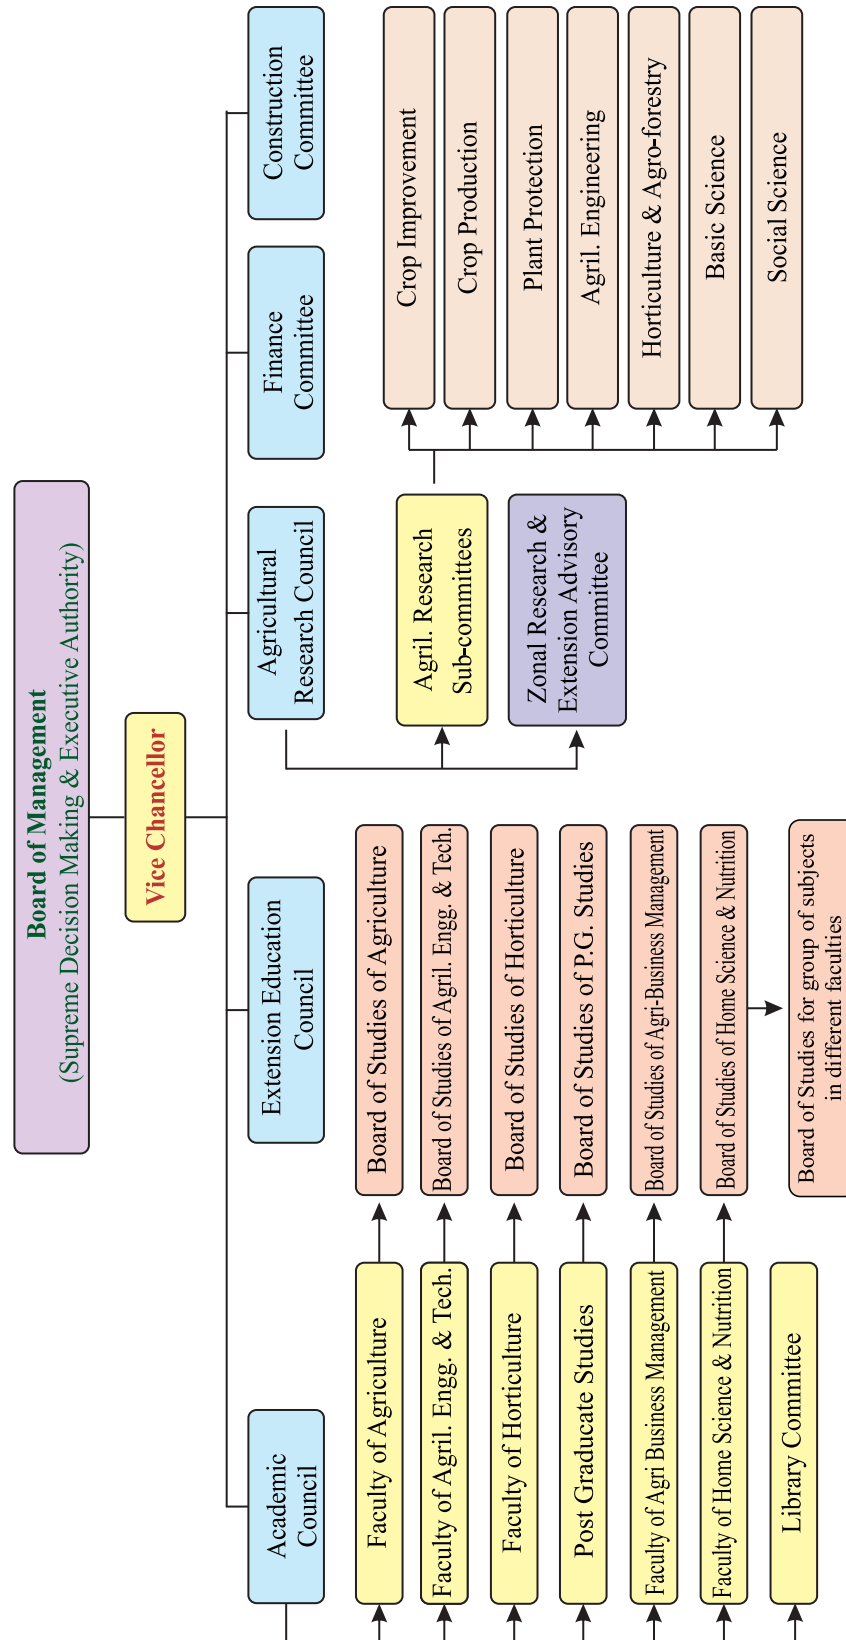 Board of Management
(Supreme Decision Making & Executive Authority)
Vice Chancellor
Academic
Council
Extension Education
Council
Agricultural
Research Council
Finance
Committee
Construction
Committee
Faculty of Agriculture
Faculty of Agril. Engg. & Tech.
Faculty of Horticulture
Post Graducate Studies
Faculty of Agri Business Management
Faculty of Home Science & Nutrition
Library Committee
Board of Studies of Agriculture
Board of Studies of Agril. Engg. & Tech.
Board of Studies of Horticulture
Board of Studies of P.G. Studies
Board of Studies of Agri-Business Management
Board of Studies of Home Science & Nutrition
Board of Studies for group of subjects
in different faculties
Agril. Research
Sub-committees
Zonal Research &
Extension Advisory
Committee
Crop Improvement
Crop Production
Plant Protection
Agril. Engineering
Horticulture & Agro-forestry
Basic Science
Social Science